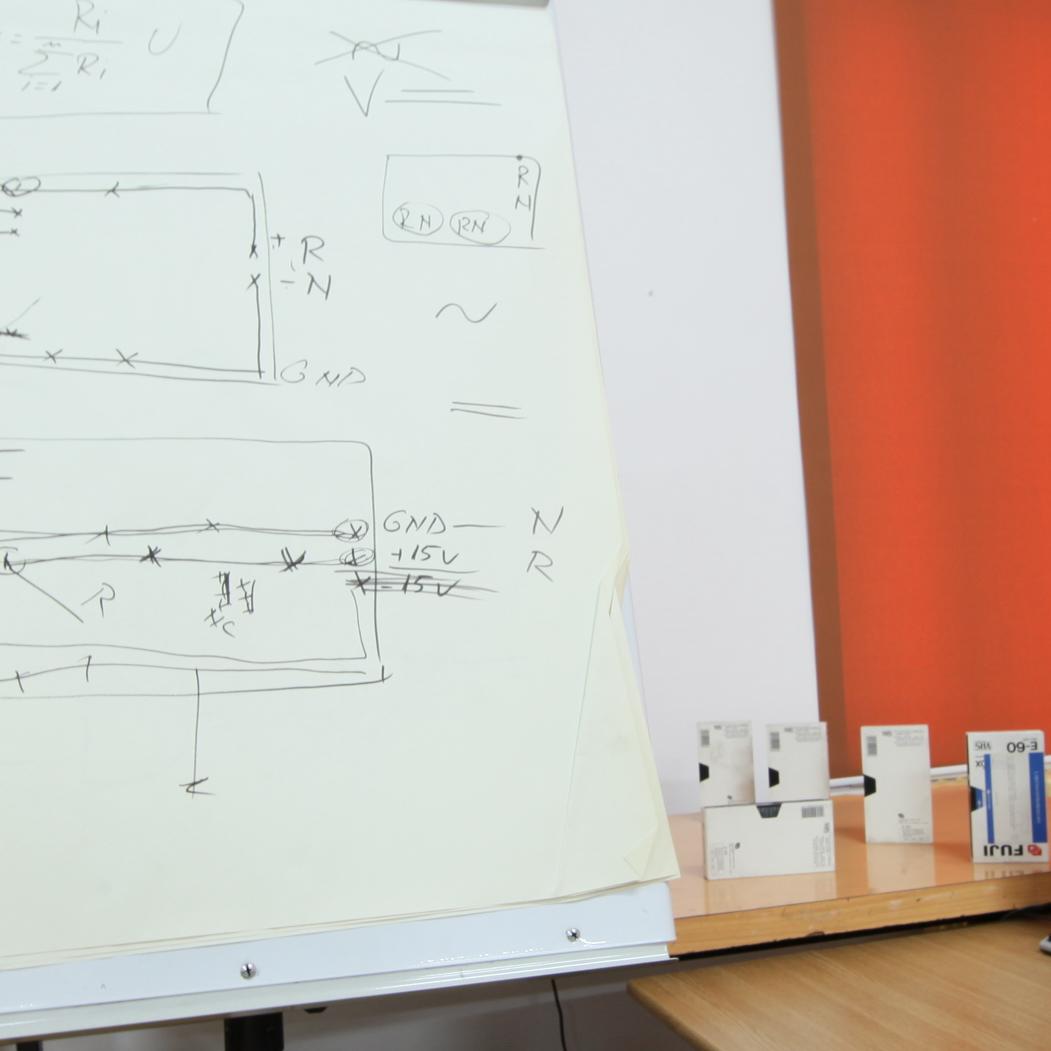 = Ri / n Σ i=1 Ri U
V
R
N
RN RN
+ R
- N
GND
GND — N
+15V R
-15V
R
C
E-60
VHS
FUJI